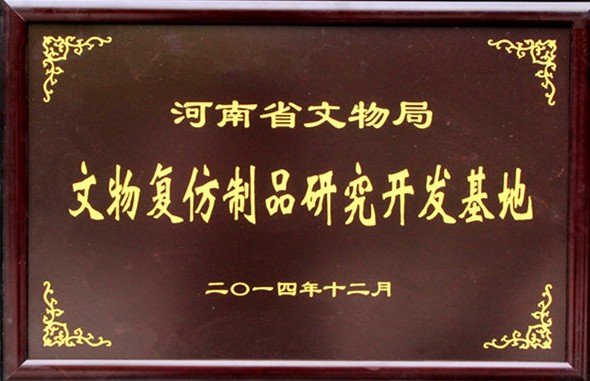 河南省文物局
文物复仿制品研究开发基地
二〇一四年十二月